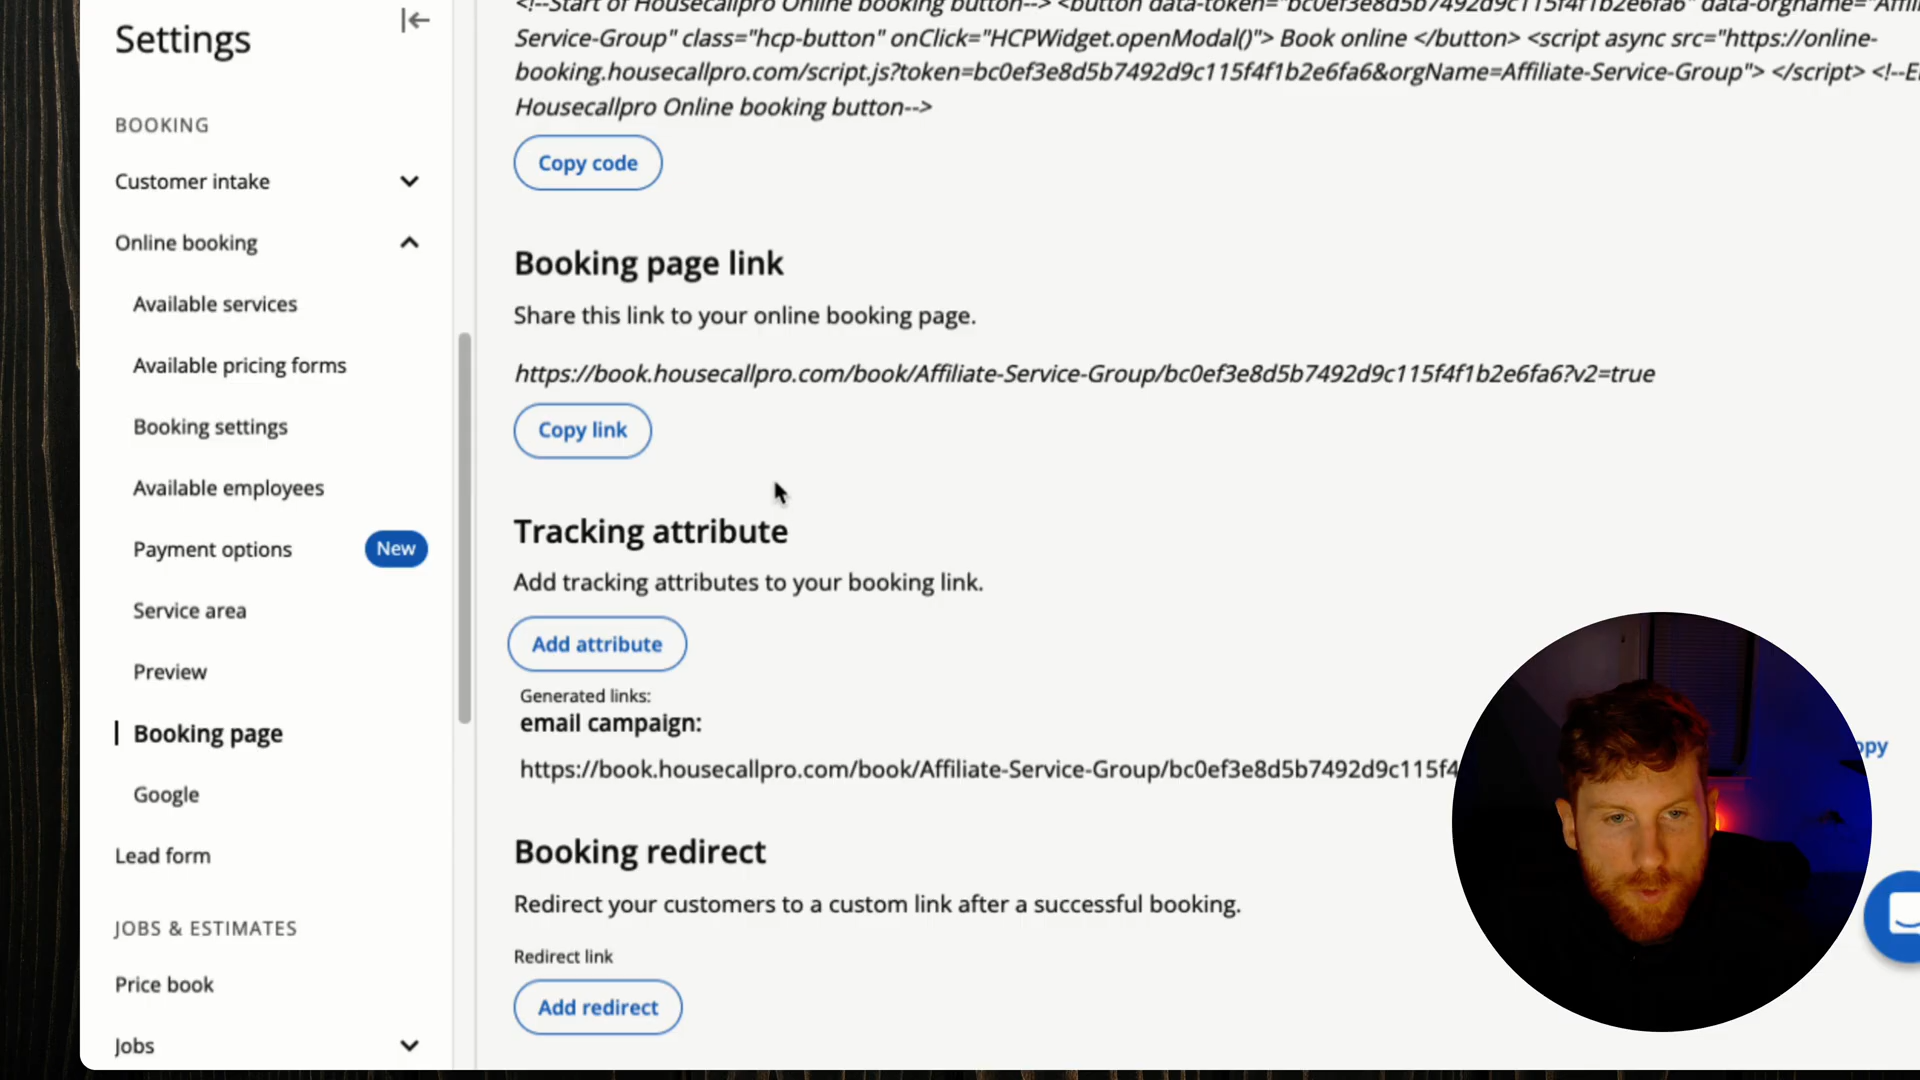 Settings
BOOKING
Customer intake
Online booking
Available services
Available pricing forms
Booking settings
Available employees
Payment options
New
Service area
Preview
Booking page
Google
Lead form
JOBS & ESTIMATES
Price book
Jobs
<!--Start of Housecallpro Online booking button--> <button data-token="bc0ef3e8d5b7492d9c115f4f1b2e6fa6" data-orgname="Affili
Service-Group" class="hcp-button" onClick="HCPWidget.openModal()"> Book online </button> <script async src="https://online-
booking.housecallpro.com/script.js?token=bc0ef3e8d5b7492d9c115f4f1b2e6fa6&orgName=Affiliate-Service-Group"> </script> <!--E
Housecallpro Online booking button-->
Copy code
Booking page link
Share this link to your online booking page.
https://book.housecallpro.com/book/Affiliate-Service-Group/bc0ef3e8d5b7492d9c115f4f1b2e6fa6?v2=true
Copy link
Tracking attribute
Add tracking attributes to your booking link.
Add attribute
Generated links:
email campaign:
https://book.housecallpro.com/book/Affiliate-Service-Group/bc0ef3e8d5b7492d9c115f4
opy
Booking redirect
Redirect your customers to a custom link after a successful booking.
Redirect link
Add redirect